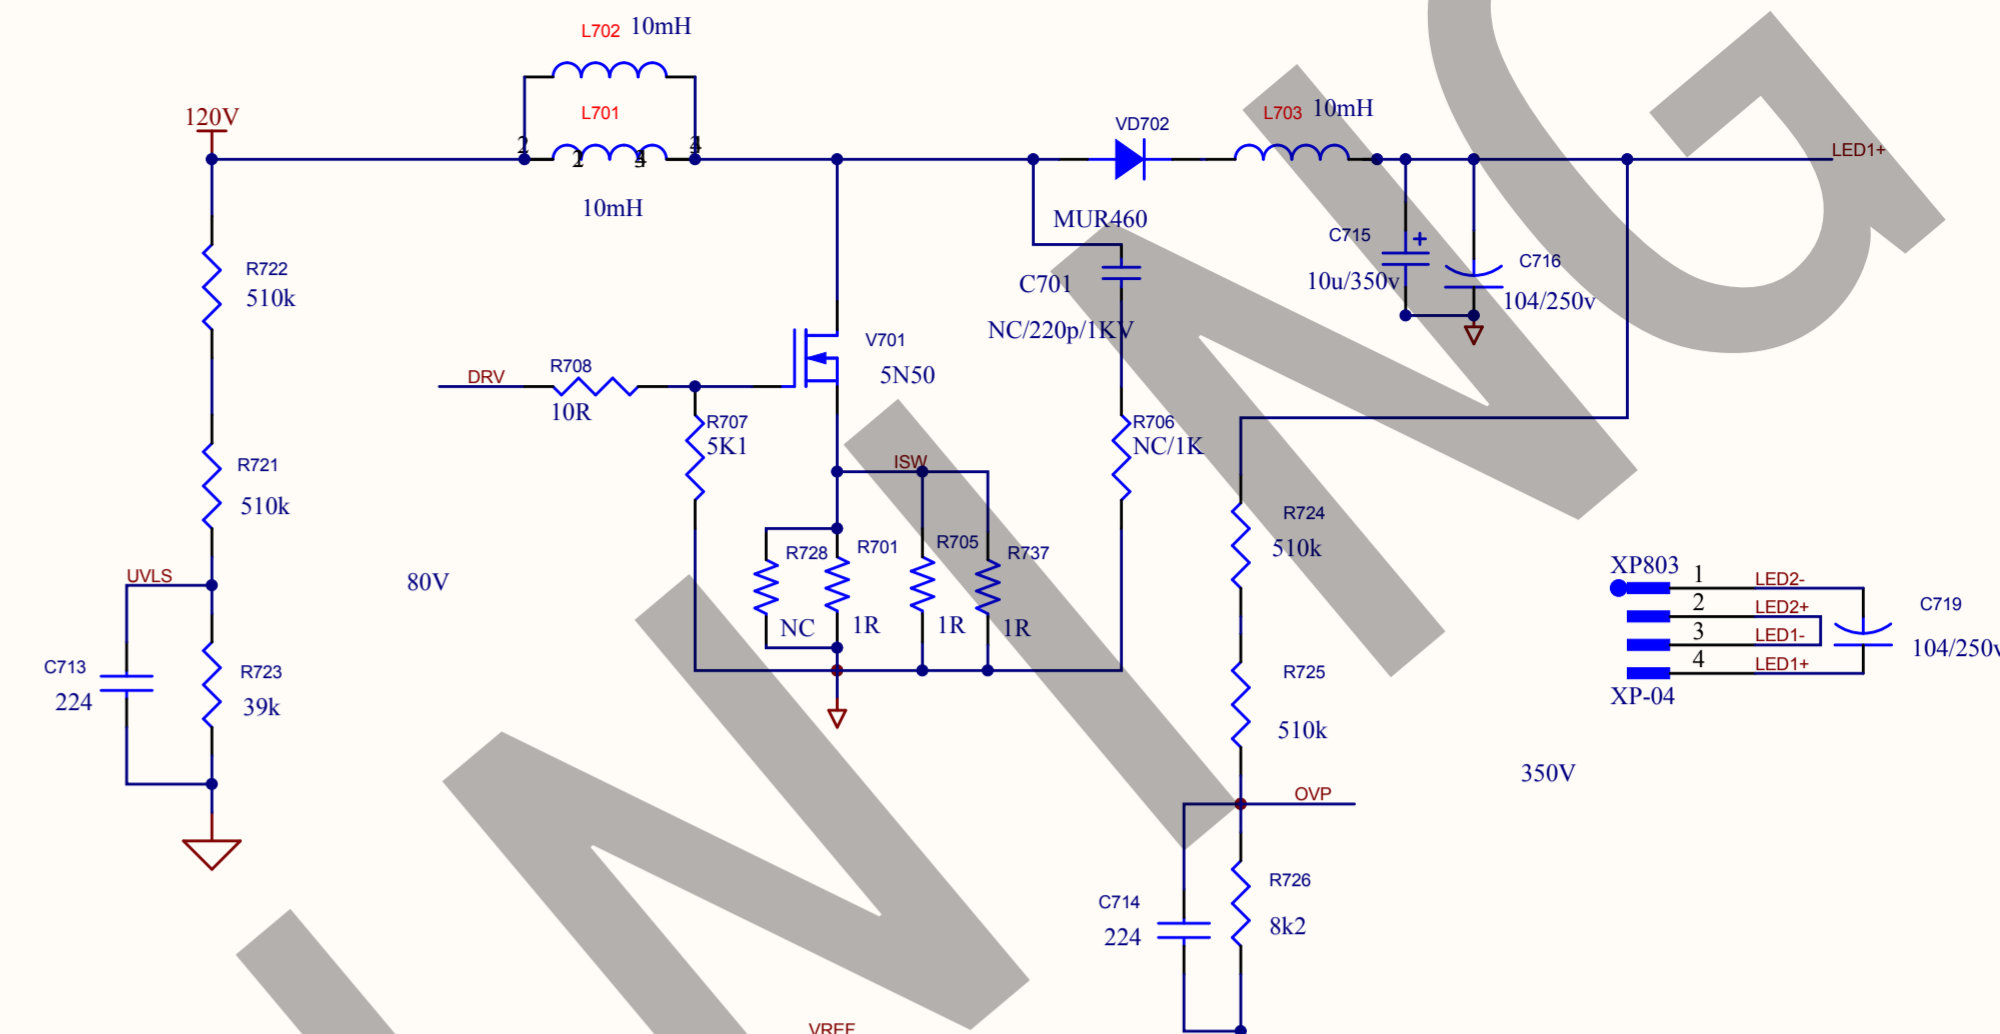 L702 10mH
L701
10mH
120V
2
2
3
4
VD702
MUR460
L703 10mH
LED1+
R722
510k
C701
NC/220p/1KV
C715
10u/350v
+
C716
104/250v
V701
5N50
DRV
R708
10R
R707
5K1
R706
NC/1K
ISW
R721
510k
R724
510k
R728
NC
R701
1R
R705
1R
R737
1R
UVLS
80V
C713
224
R723
39k
R725
510k
XP803
1 LED2-
2 LED2+
3 LED1-
4 LED1+
XP-04
C719
104/250v
350V
OVP
C714
224
R726
8k2
VREF